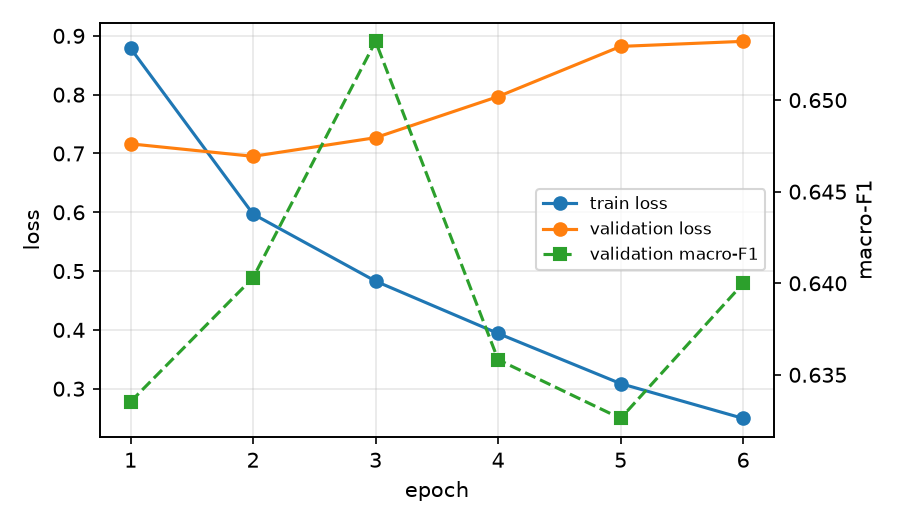 0.9
0.8
0.7
0.6
0.5
0.4
0.3
loss
0.650
0.645
0.640
0.635
macro-F1
train loss
validation loss
validation macro-F1
1 2 3 4 5 6
epoch